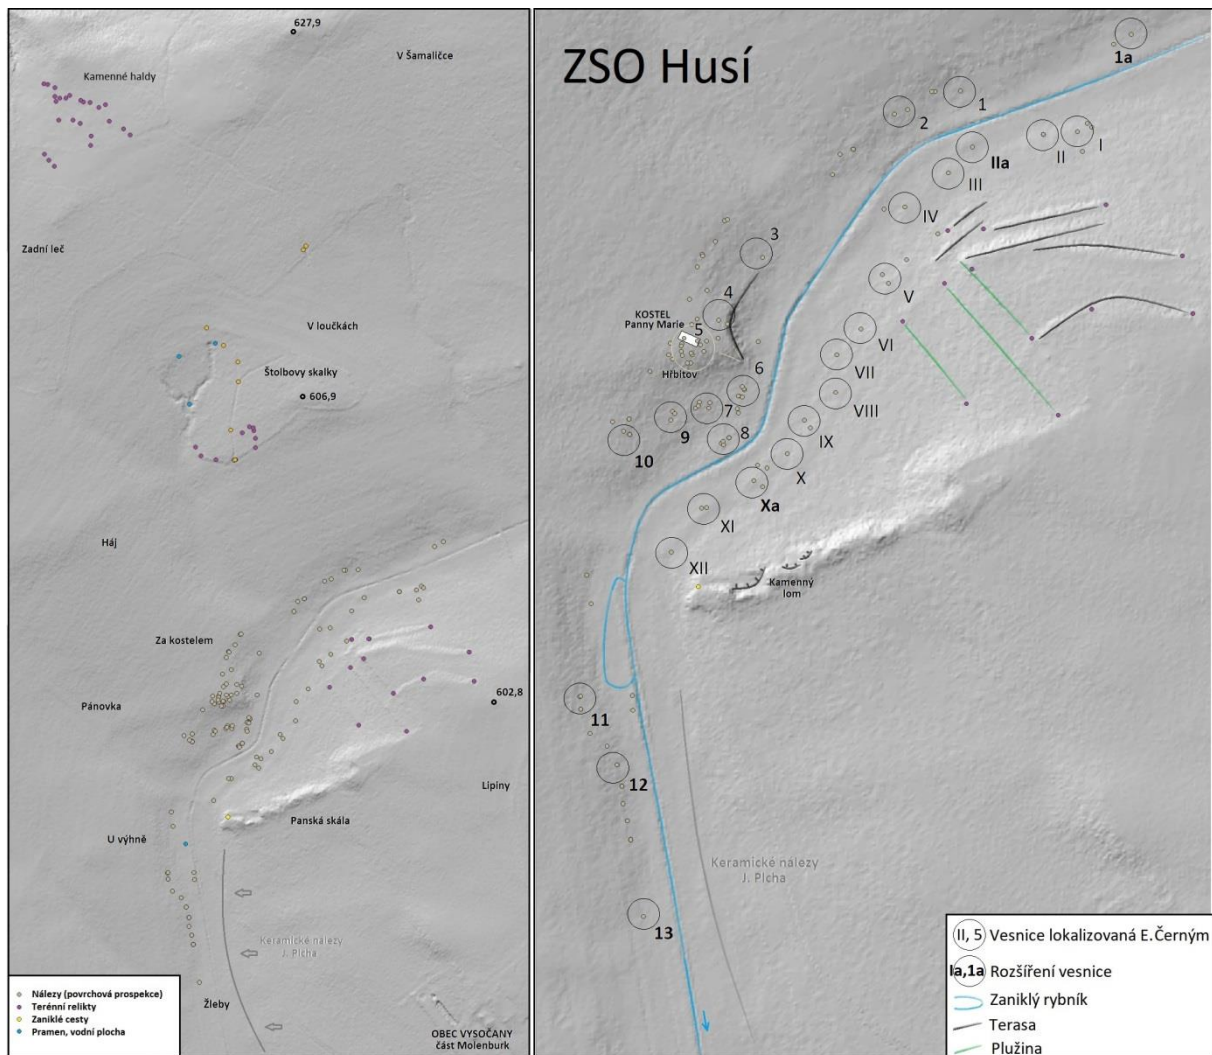 627,9
V Šamaličce
Kamenné haldy
Zadní leč
V loučkách
Štolbovy skalky
606,9
Háj
Za kostelem
Pánovka
602,8
Lipiny
Panská skála
U výhně
Keramické nálezy
J. Plcha
Žleby
Nálezy (povrchová prospekce)
Terénní relikty
Zaniklé cesty
Pramen, vodní plocha
OBEC VYSOČANY
část Molenburk
ZSO Husí
1a
1
2
I
II
IIa
III
IV
3
V
4
KOSTEL
Panny Marie
5
VI
Hřbitov
6
VII
7
VIII
9
8
IX
10
X
Xa
XI
XII
Kamenný
lom
11
12
Keramické nálezy
J. Plcha
13
II, 5 Vesnice lokalizovaná E.Černým
Ia,1a Rozšíření vesnice
Zaniklý rybník
Terasa
Plužina